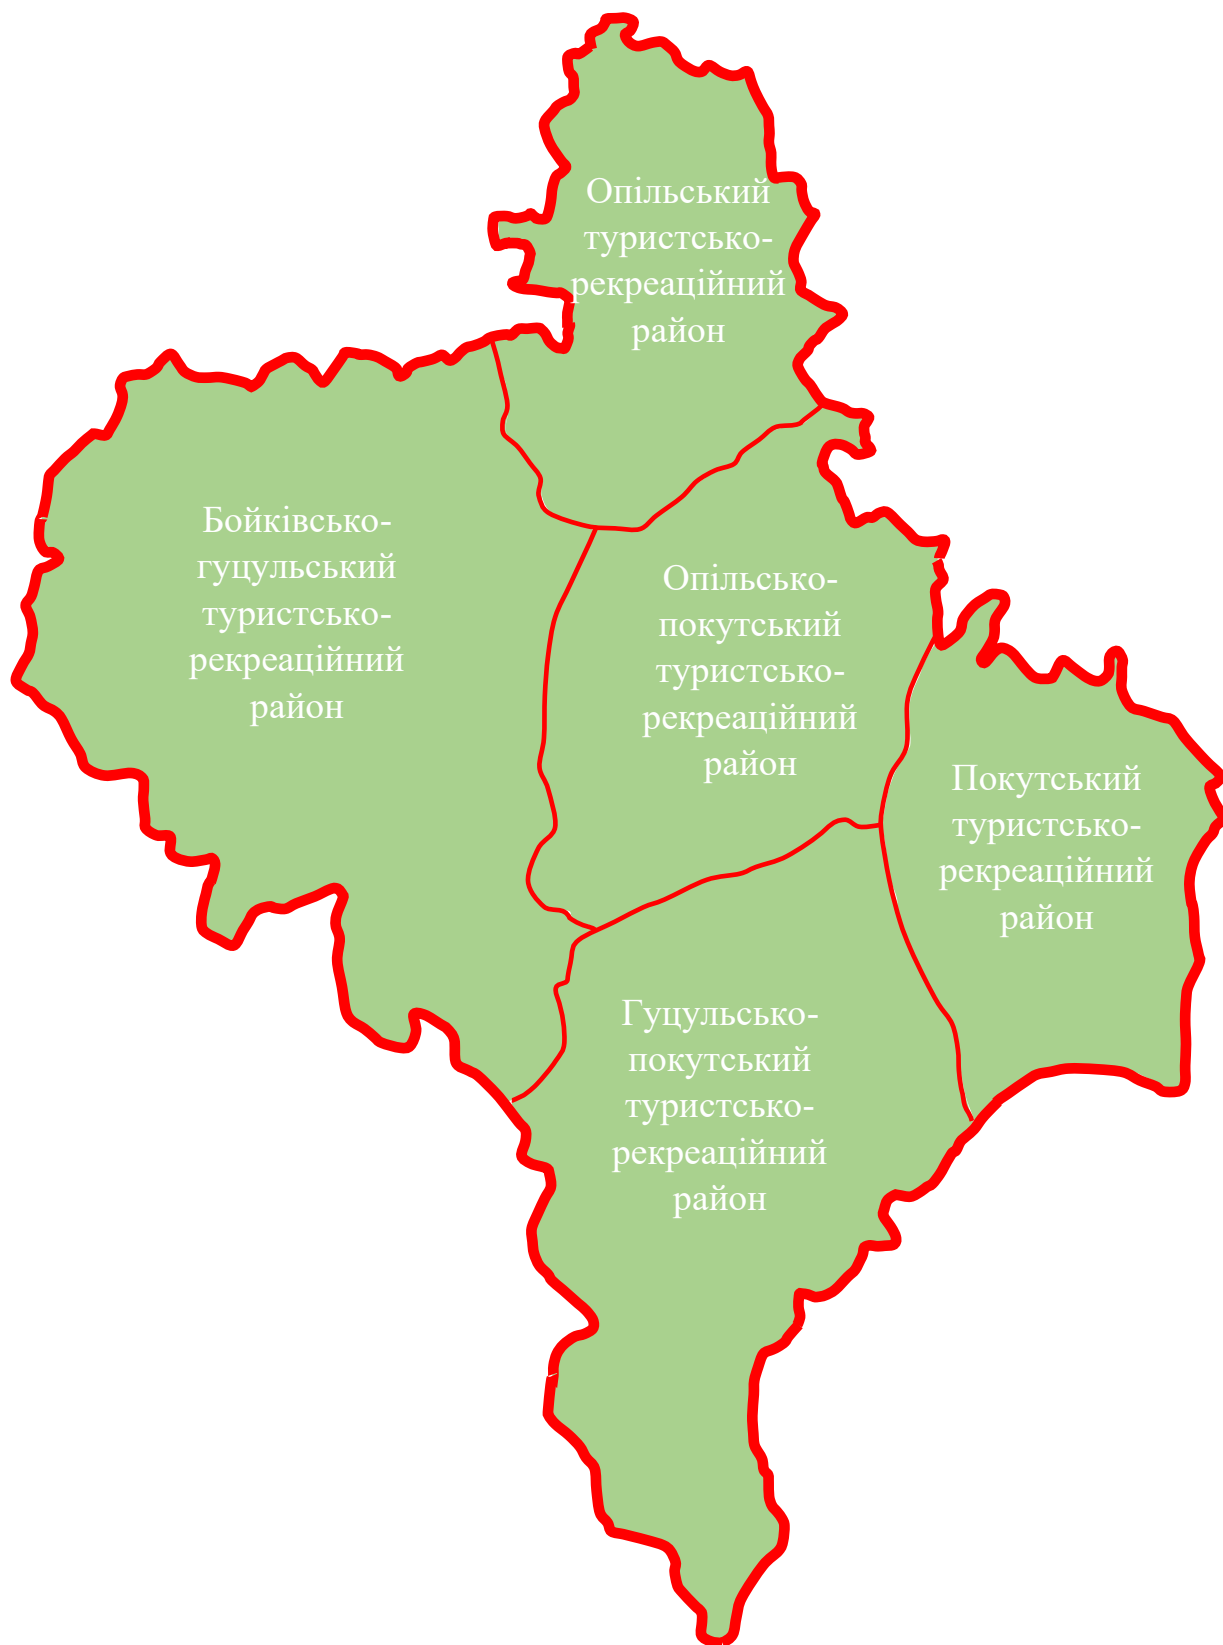 Опільський
туристсько-
рекреаційний
район
Бойківсько-
гуцульський
туристсько-
рекреаційний
район
Опільсько-
покутський
туристсько-
рекреаційний
район
Покутський
туристсько-
рекреаційний
район
Гуцульсько-
покутський
туристсько-
рекреаційний
район